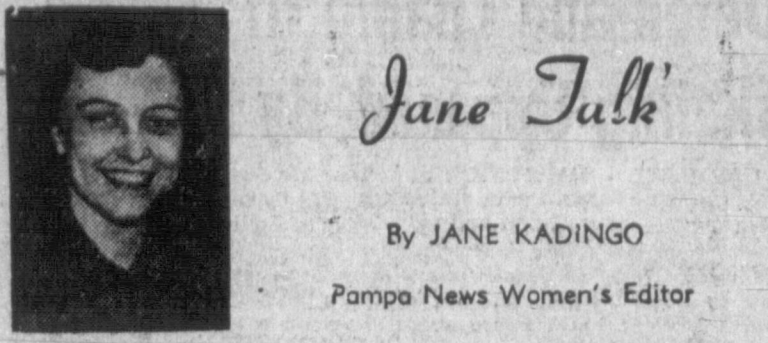 Jane Talk'
By JANE KADINGO
Pampa News Women's Editor